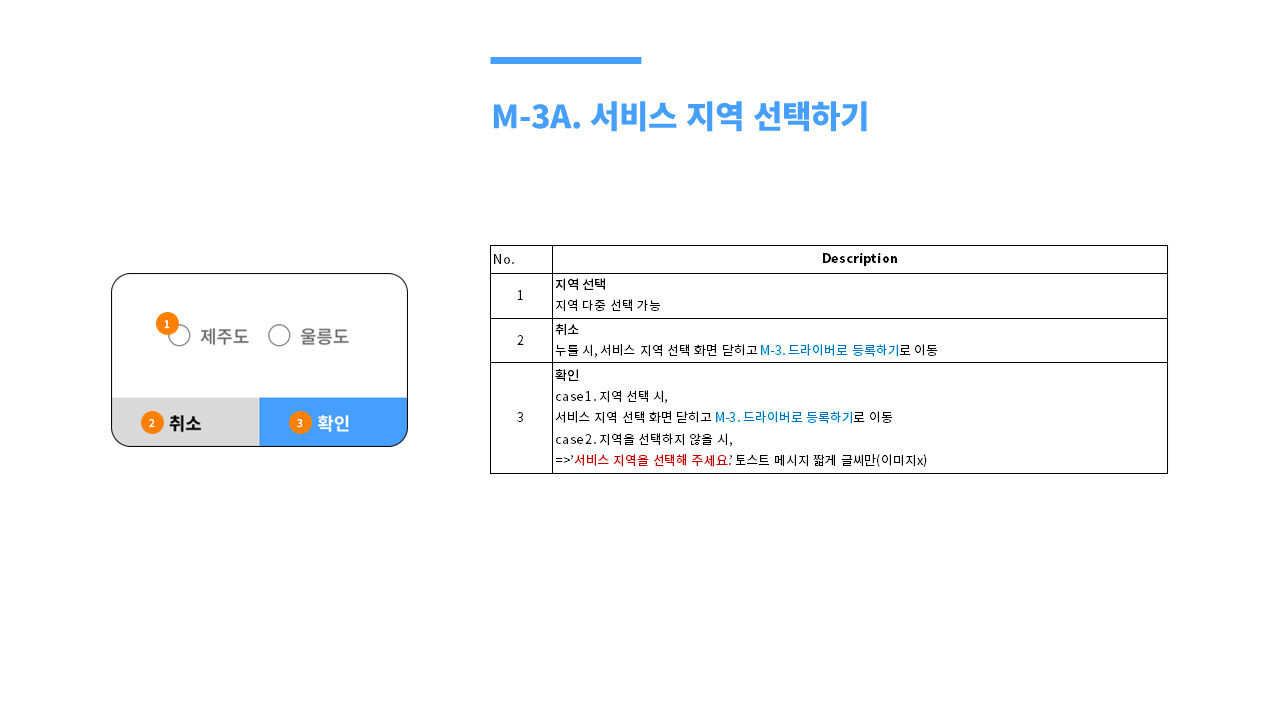 M-3A. 서비스 지역 선택하기
1
제주도 울릉도
2 취소 3 확인
No. Description
1 지역 선택
지역 다중 선택 가능
2 취소
누를 시, 서비스 지역 선택 화면 닫히고 M-3. 드라이버로 등록하기로 이동
3 확인
case1. 지역 선택 시,
서비스 지역 선택 화면 닫히고 M-3. 드라이버로 등록하기로 이동
case2. 지역을 선택하지 않을 시,
=>’서비스 지역을 선택해 주세요.’ 토스트 메시지 짧게 글씨만(이미지x)